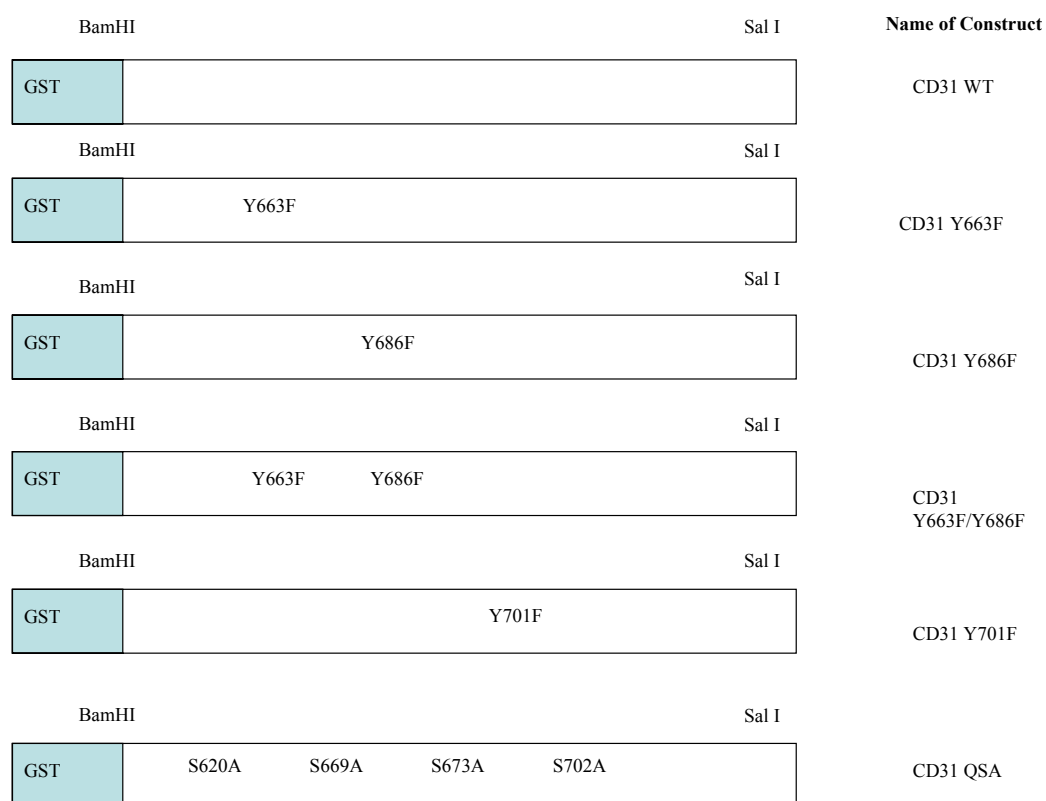 BamHI Sal I Name of Construct
GST CD31 WT
BamHI Sal I
GST Y663F CD31 Y663F
BamHI Sal I
GST Y686F CD31 Y686F
BamHI Sal I
GST Y663F Y686F CD31
Y663F/Y686F
BamHI Sal I
GST Y701F CD31 Y701F
BamHI Sal I
GST S620A S669A S673A S702A CD31 QSA